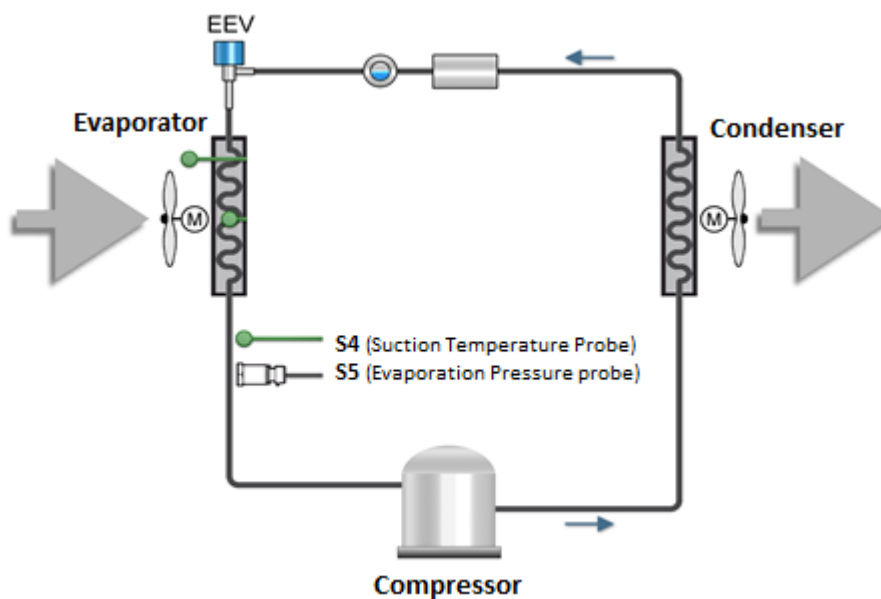 EEV
Evaporator
Condenser
M
M
S4 (Suction Temperature Probe)
S5 (Evaporation Pressure probe)
Compressor